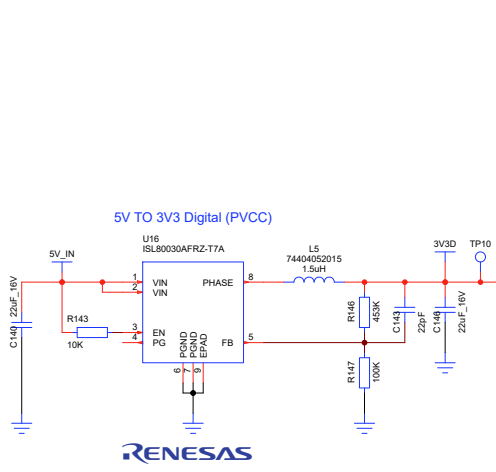 5V TO 3V3 Digital (PVCC)
U16
ISL80030AFRZ-T7A
5V_IN
L5
74404052015
1.5uH
3V3D
TP10
1
VIN
2
VIN
PHASE
8
C140
22uF_16V
R143
10K
3
EN
4
PG
FB
5
PGND
PGND
EPAD
6
7
9
R146
453K
C143
22pF
C146
22uF_16V
R147
100K
RENESAS